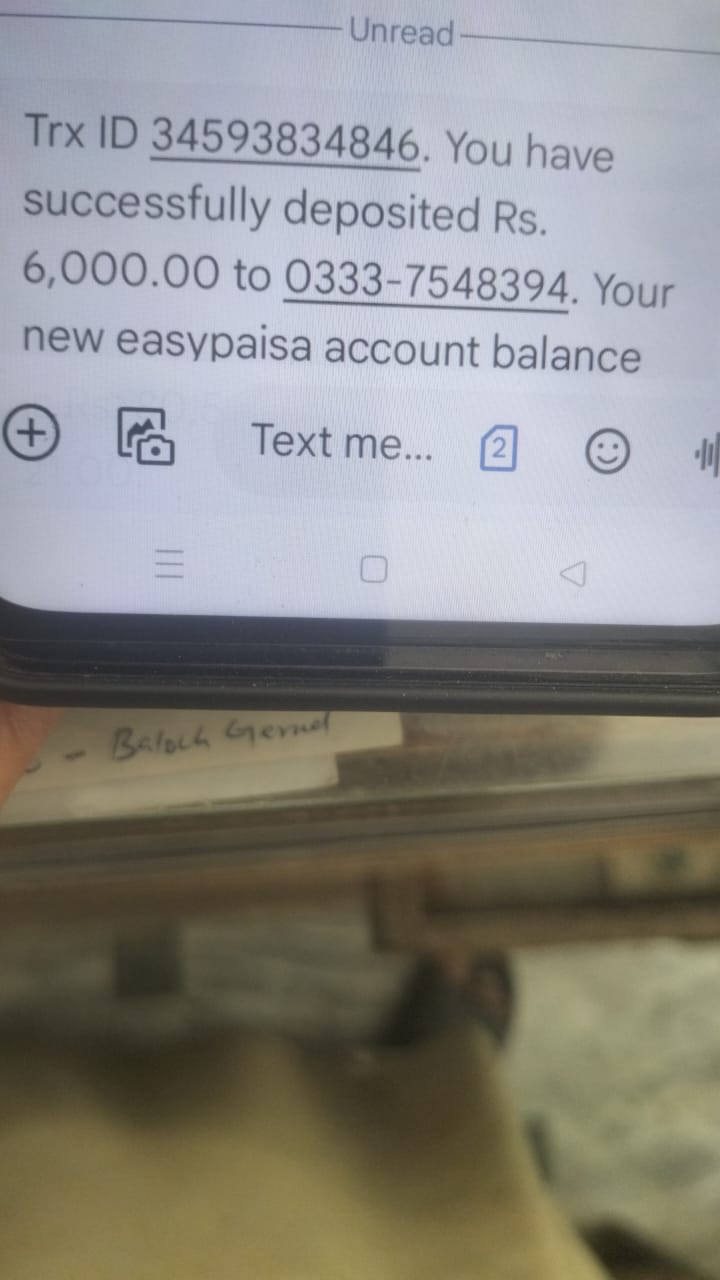 Unread
Trx ID 34593834846. You have
successfully deposited Rs.
6,000.00 to 0333-7548394. Your
new easypaisa account balance
Text me... 2
- Baloch